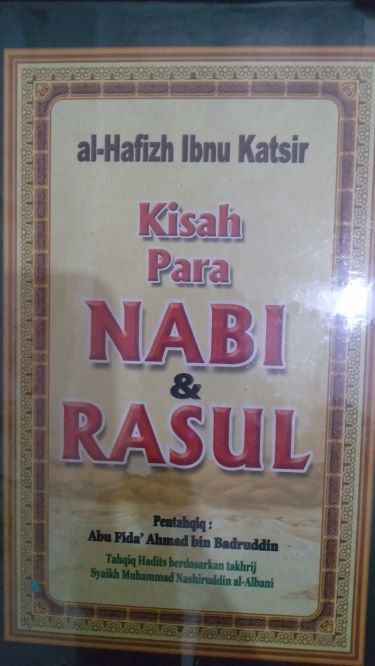 al-Hafizh Ibnu Katsir
Kisah
Para
NABI
&
RASUL
Pentahqiq :
Abu Fida' Ahmad bin Badruddin
Tahqiq Hadits berdasarkan takhrij
Syaikh Muhammad Nashiruddin al-Albani